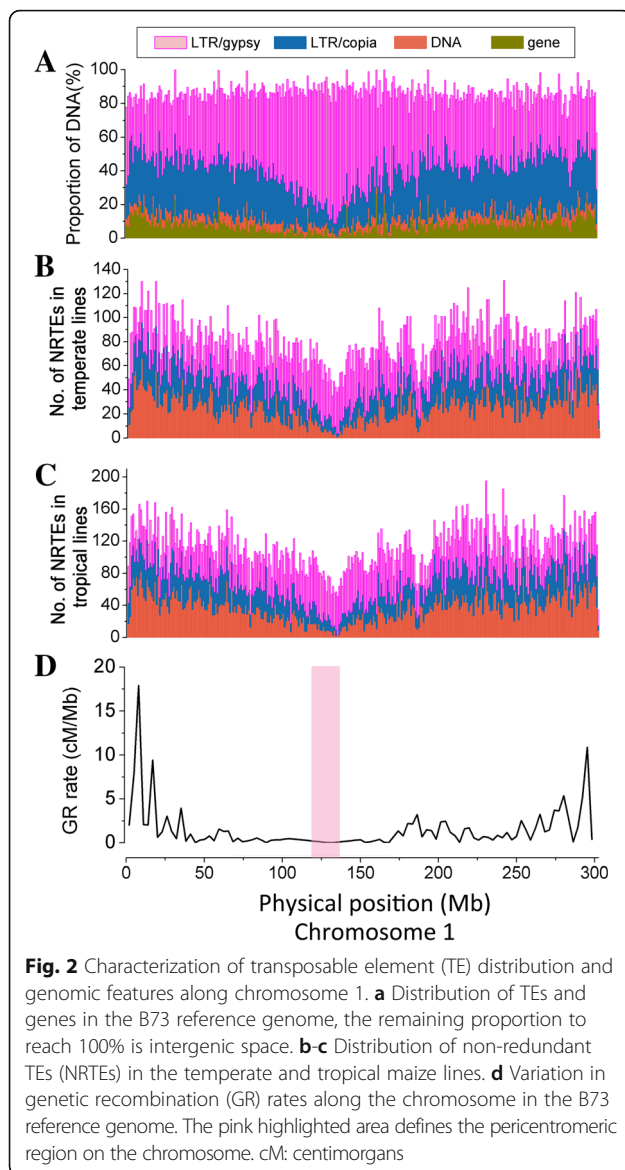 LTR/gypsy LTR/copia DNA gene
A
Proportion of DNA(%)
100
80
60
40
20
0
B
No. of NRTEs in
temperate lines
140
120
100
80
60
40
20
0
C
No. of NRTEs in
tropical lines
200
160
120
80
40
0
D
GR rate (cM/Mb)
20
15
10
5
0
0 50 100 150 200 250 300
Physical position (Mb)
Chromosome 1
Fig. 2 Characterization of transposable element (TE) distribution and
genomic features along chromosome 1. a Distribution of TEs and
genes in the B73 reference genome, the remaining proportion to
reach 100% is intergenic space. b-c Distribution of non-redundant
TEs (NRTEs) in the temperate and tropical maize lines. d Variation in
genetic recombination (GR) rates along the chromosome in the B73
reference genome. The pink highlighted area defines the pericentromeric
region on the chromosome. cM: centimorgans